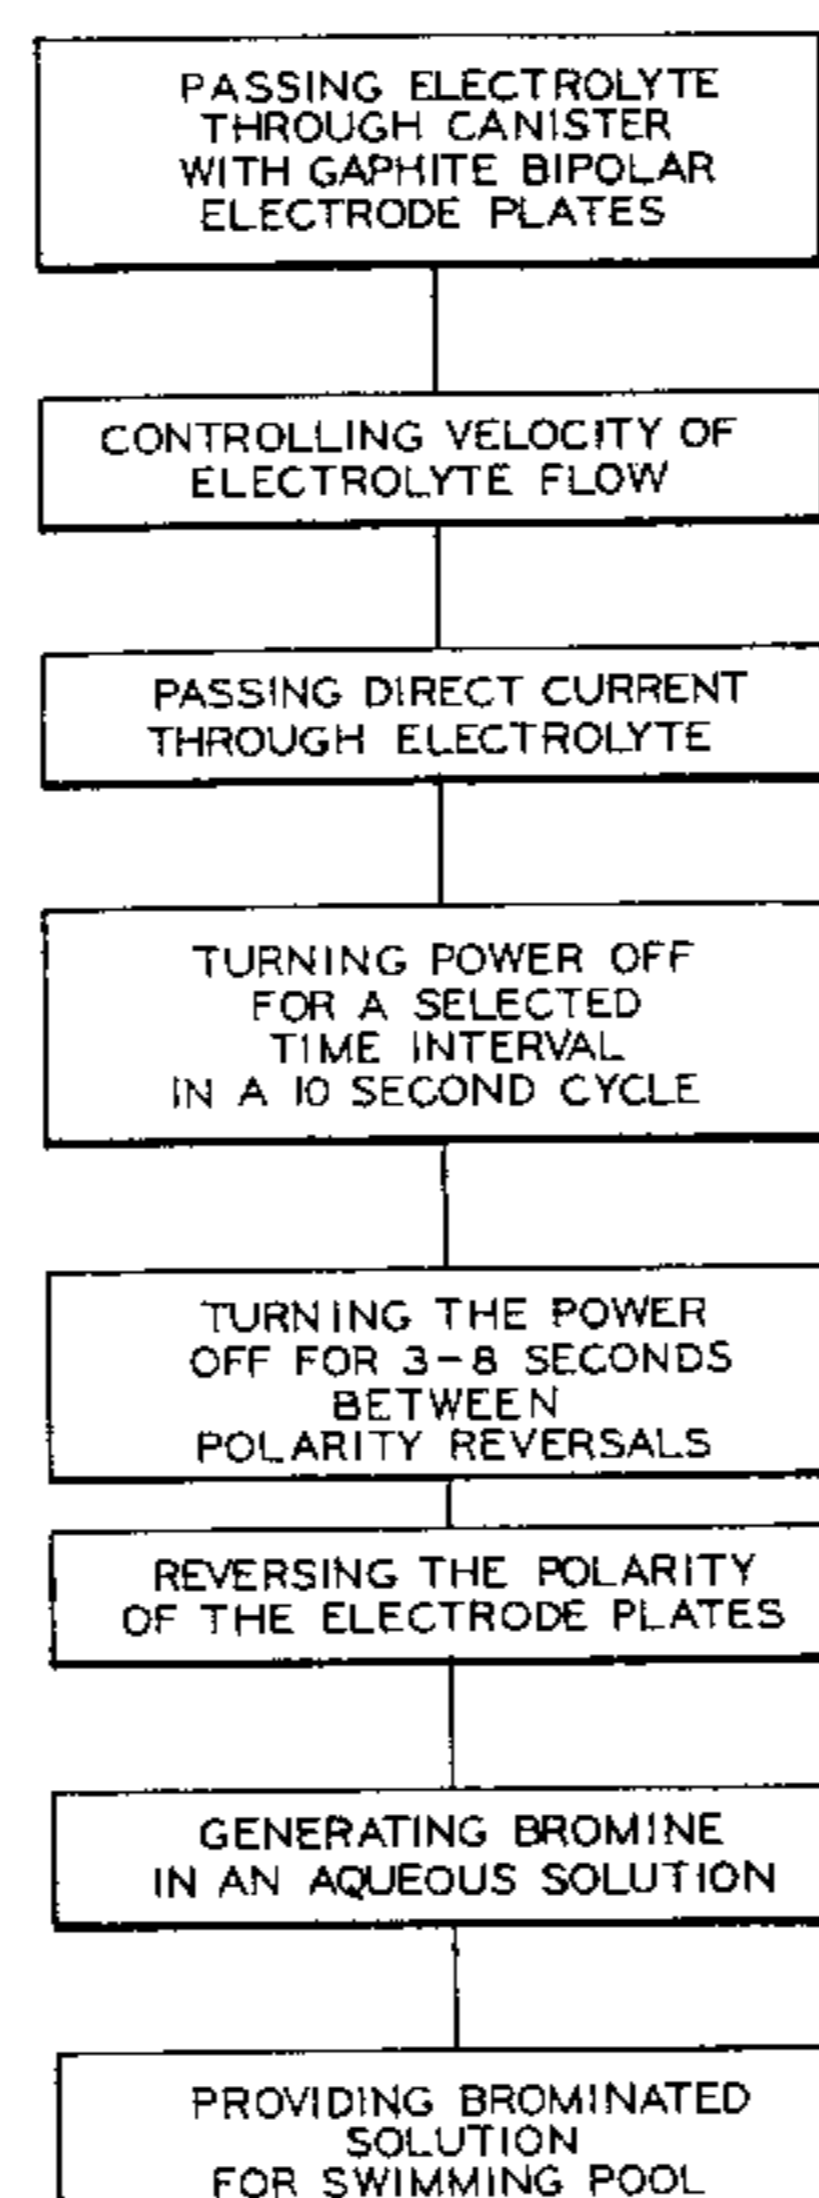 PASSING ELECTROLYTE
THROUGH CANISTER
WITH GAPHITE BIPOLAR
ELECTRODE PLATES
CONTROLLING VELOCITY OF
ELECTROLYTE FLOW
PASSING DIRECT CURRENT
THROUGH ELECTROLYTE
TURNING POWER OFF
FOR A SELECTED
TIME INTERVAL
IN A 10 SECOND CYCLE
TURNING THE POWER
OFF FOR 3-8 SECONDS
BETWEEN
POLARITY REVERSALS
REVERSING THE POLARITY
OF THE ELECTRODE PLATES
GENERATING BROMINE
IN AN AQUEOUS SOLUTION
PROVIDING BROMINATED
SOLUTION
FOR SWIMMING POOL